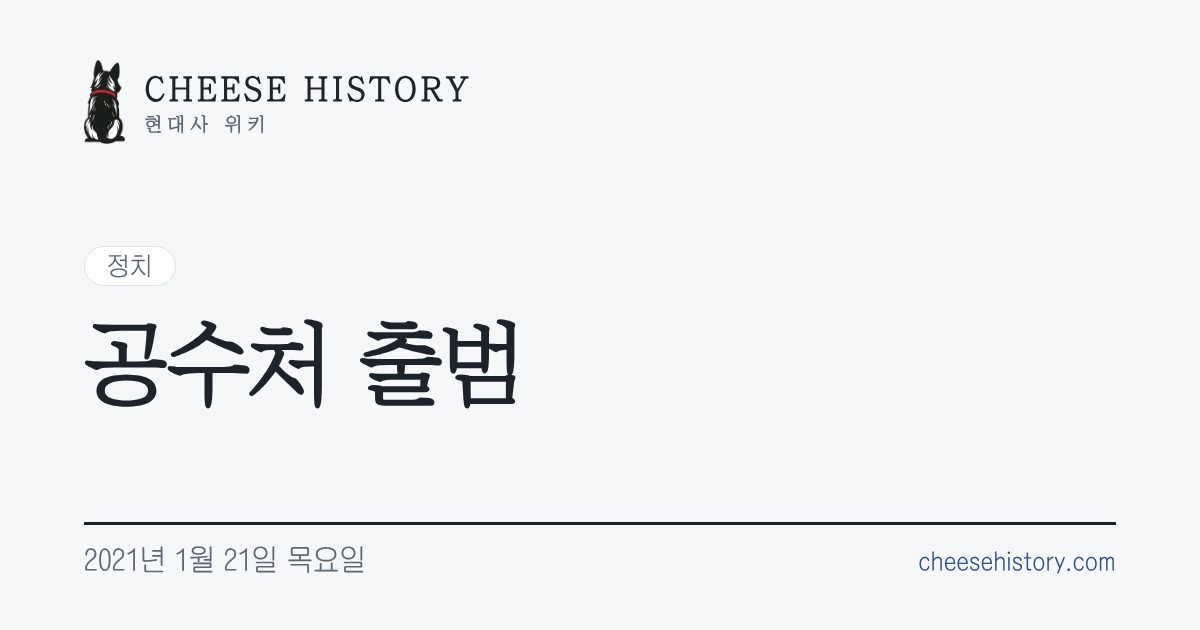 CHEESE HISTORY
현대사 위키
정치
공수처 출범
2021년 1월 21일 목요일
cheesehistory.com